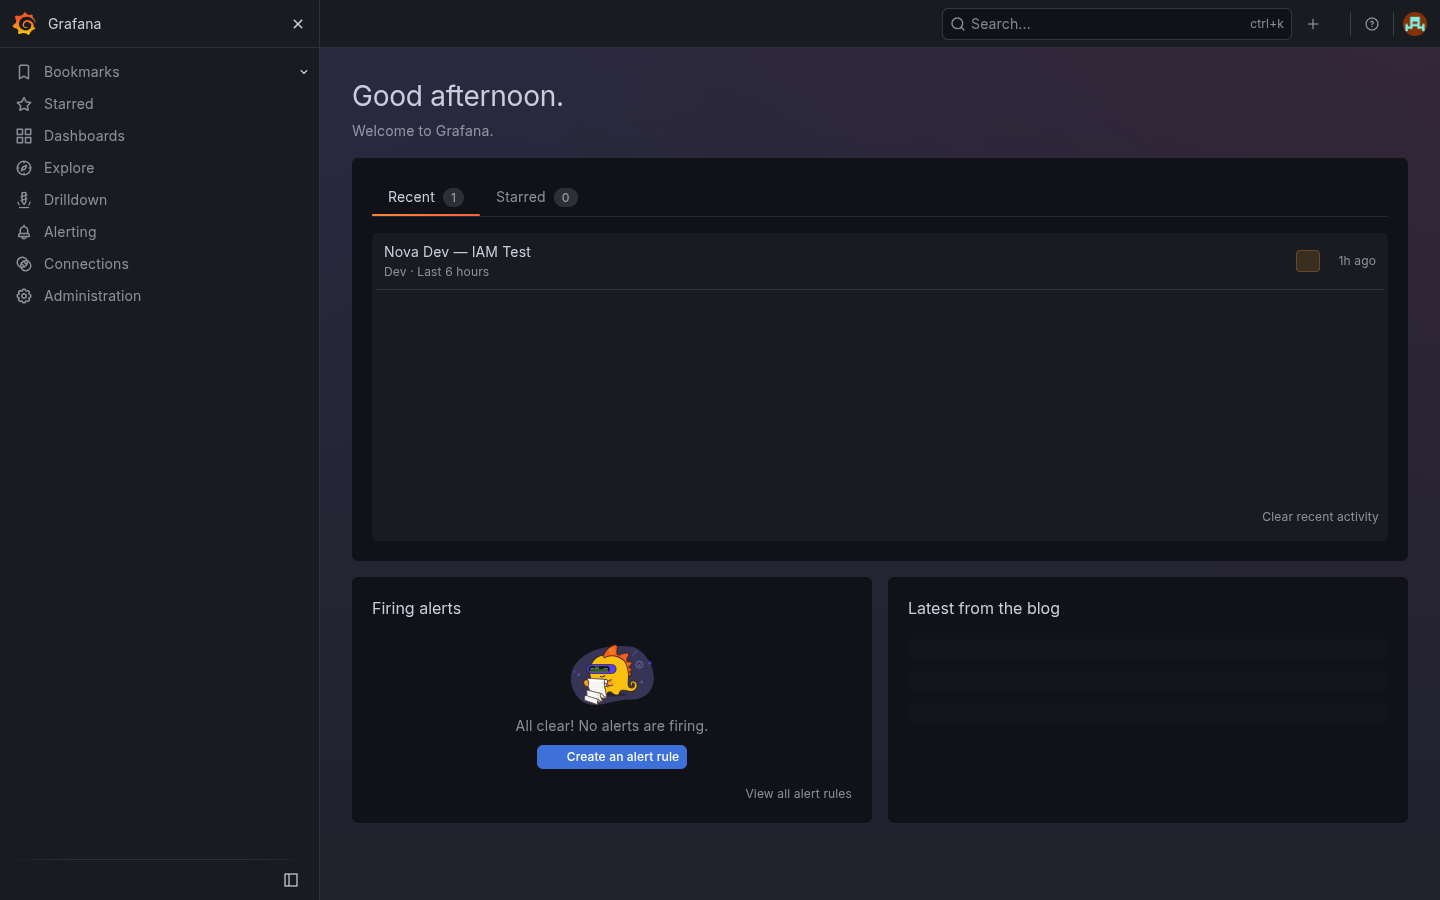 Grafana
Search...
ctrl+k
Bookmarks
Starred
Dashboards
Explore
Drilldown
Alerting
Connections
Administration
Good afternoon.
Welcome to Grafana.
Recent 1
Starred 0
Nova Dev — IAM Test
Dev · Last 6 hours
1h ago
Clear recent activity
Firing alerts
All clear! No alerts are firing.
Create an alert rule
View all alert rules
Latest from the blog